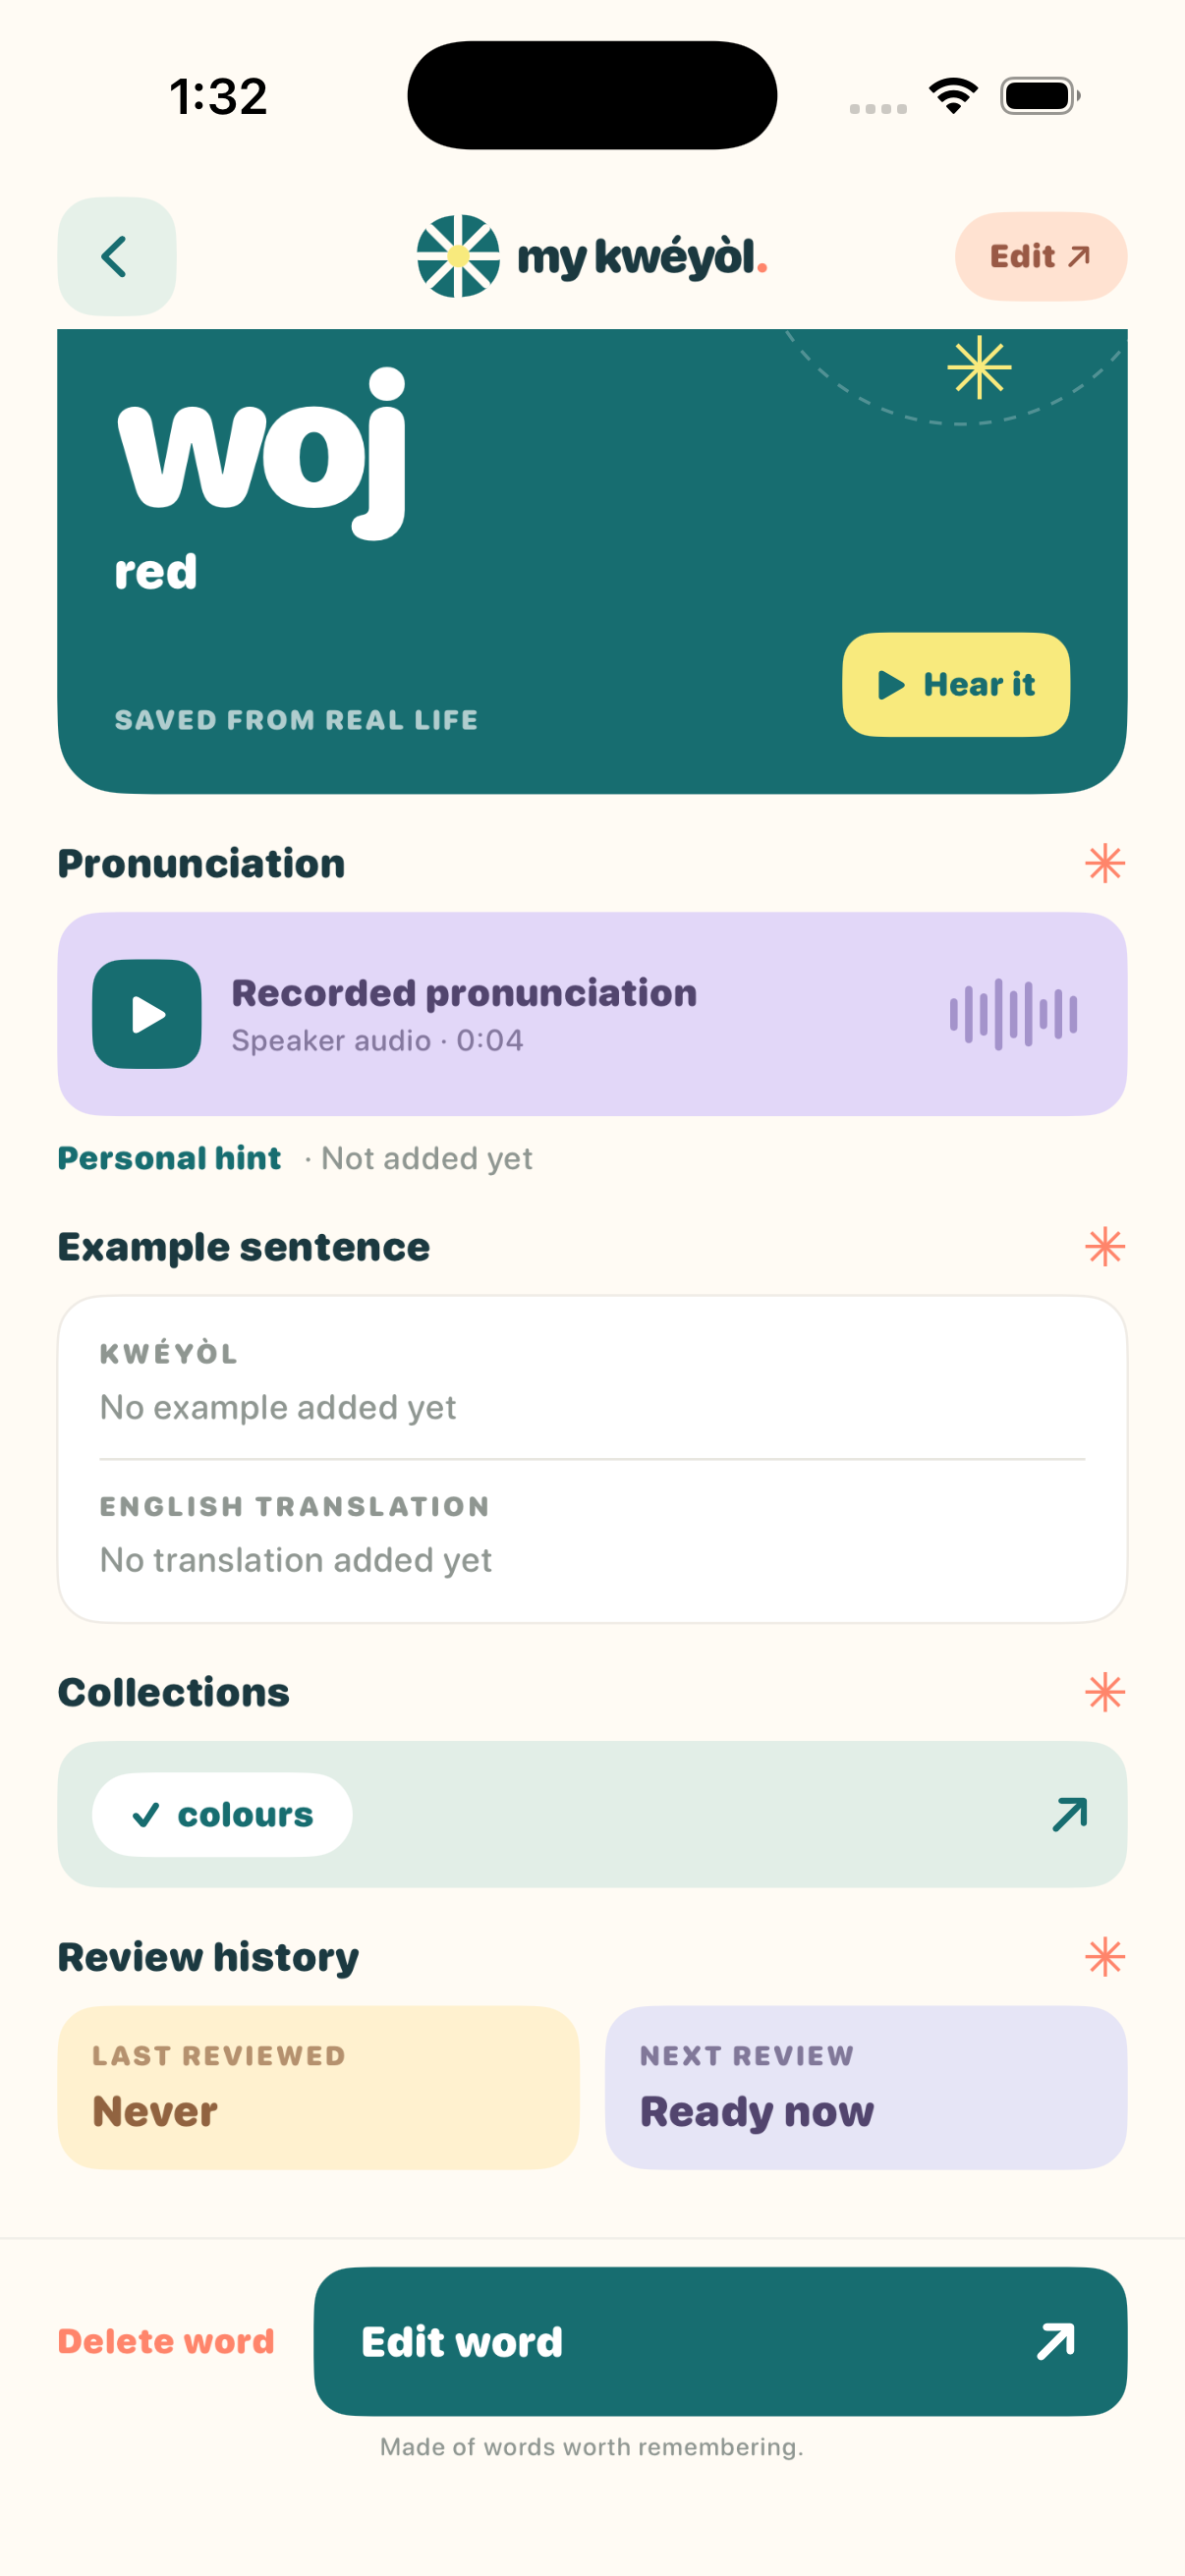 1:32
my kwéyòl.
Edit
woj
red
SAVED FROM REAL LIFE
Hear it
Pronunciation
Recorded pronunciation
Speaker audio · 0:04
Personal hint · Not added yet
Example sentence
KWÉYÒL
No example added yet
ENGLISH TRANSLATION
No translation added yet
Collections
colours
Review history
LAST REVIEWED
Never
NEXT REVIEW
Ready now
Delete word
Edit word
Made of words worth remembering.